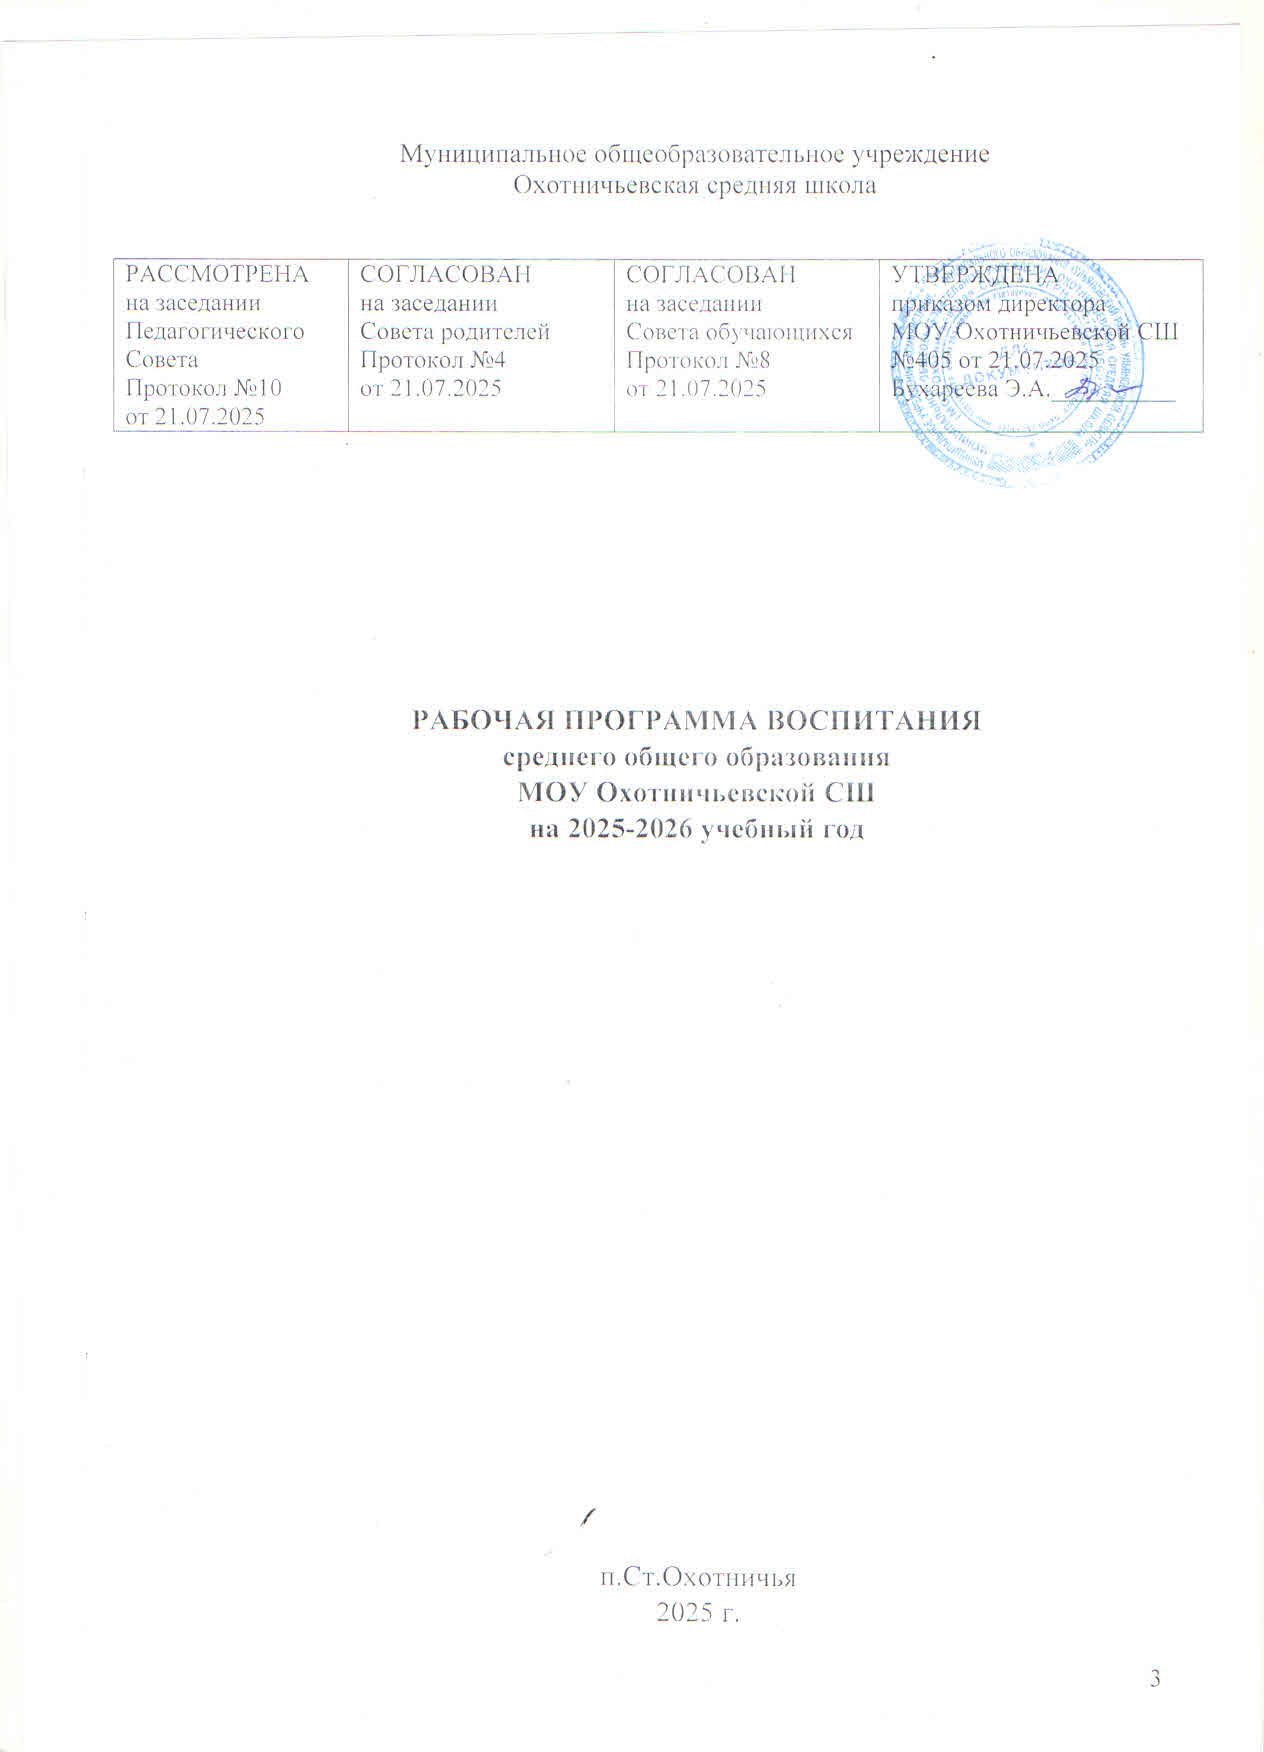 Муниципальное общеобразовательное учреждение
Охотничьевская средняя школа
РАССМОТРЕНА
на заседании
Педагогического
Совета
Протокол №10
от 21.07.2025
СОГЛАСОВАН
на заседании
Совета родителей
Протокол №4
от 21.07.2025
СОГЛАСОВАН
на заседании
Совета обучающихся
Протокол №8
от 21.07.2025
УТВЕРЖДЕНА
приказом директора
МОУ Охотничьевской СШ
№405 от 21.07.2025
Бухареева Э.А.
РАБОЧАЯ ПРОГРАММА ВОСПИТАНИЯ
среднего общего образования
МОУ Охотничьевской СШ
на 2025-2026 учебный год
п.Ст.Охотничья
2025 г.
3